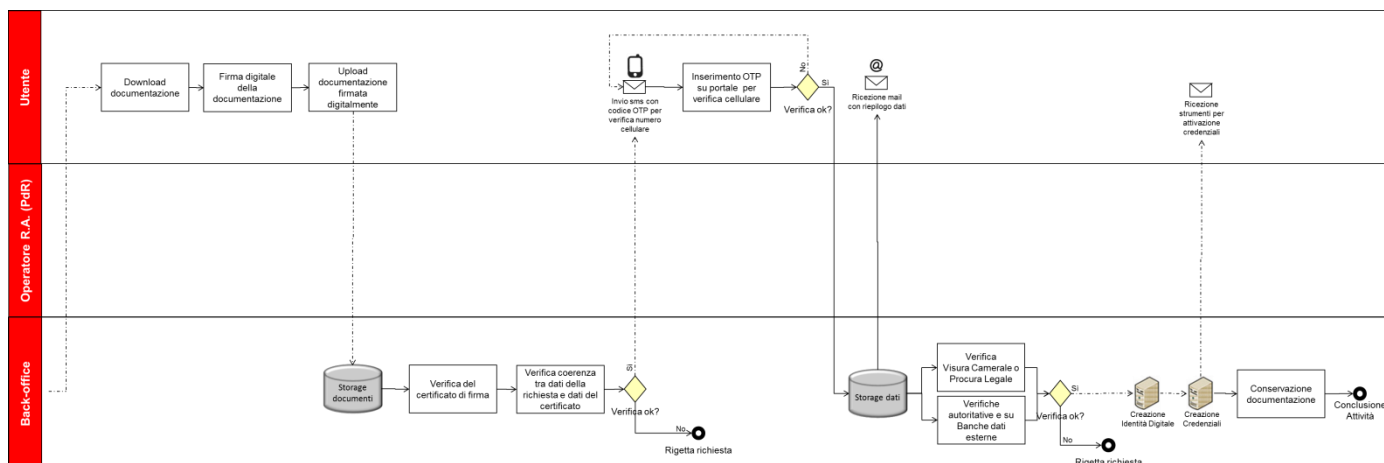 Utente
Download
documentazione
Firma digitale
della
documentazione
Upload
documentazione
firmata
digitalmente
Invio sms con
codice OTP per
verifica numero
cellulare
Inserimento OTP
su portale per
verifica cellulare
No
Si
Verifica ok?
@
Ricezione mail
con riepilogo dati
Ricezione
strumenti per
attivazione
credenziali
Operatore R.A. (PdR)
Back-office
Storage
documenti
Verifica del
certificato di firma
Verifica coerenza
tra dati della
richiesta e dati del
certificato
Si
Verifica ok?
No
Rigetta richiesta
Storage dati
Verifica
Visura Camerale o
Procura Legale
Verifiche
autoritative e su
Banche dati
esterne
Si
Verifica ok?
No
Rigetta richiesta
Creazione
Identità Digitale
Creazione
Credenziali
Conservazione
documentazione
Conclusione
Attività